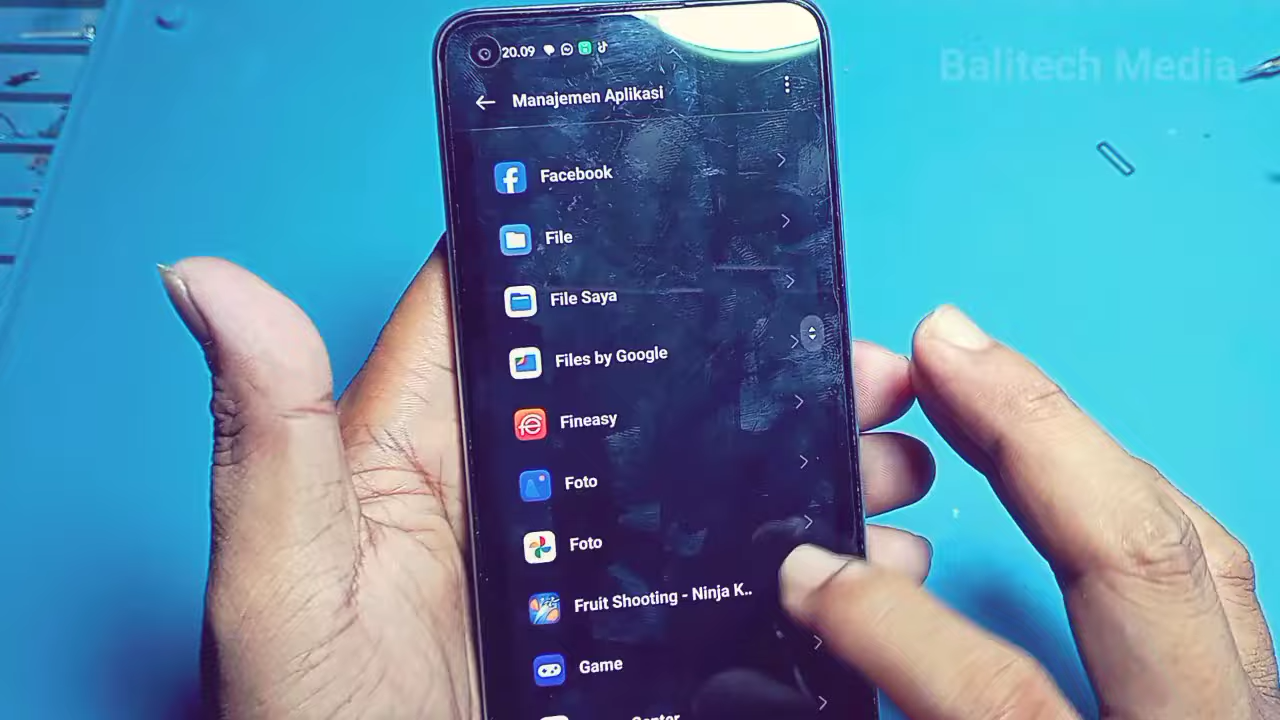 20.09
Balitech Media
Manajemen Aplikasi
Facebook
File
File Saya
Files by Google
Fineasy
Foto
Foto
Fruit Shooting - Ninja K..
Game
Center